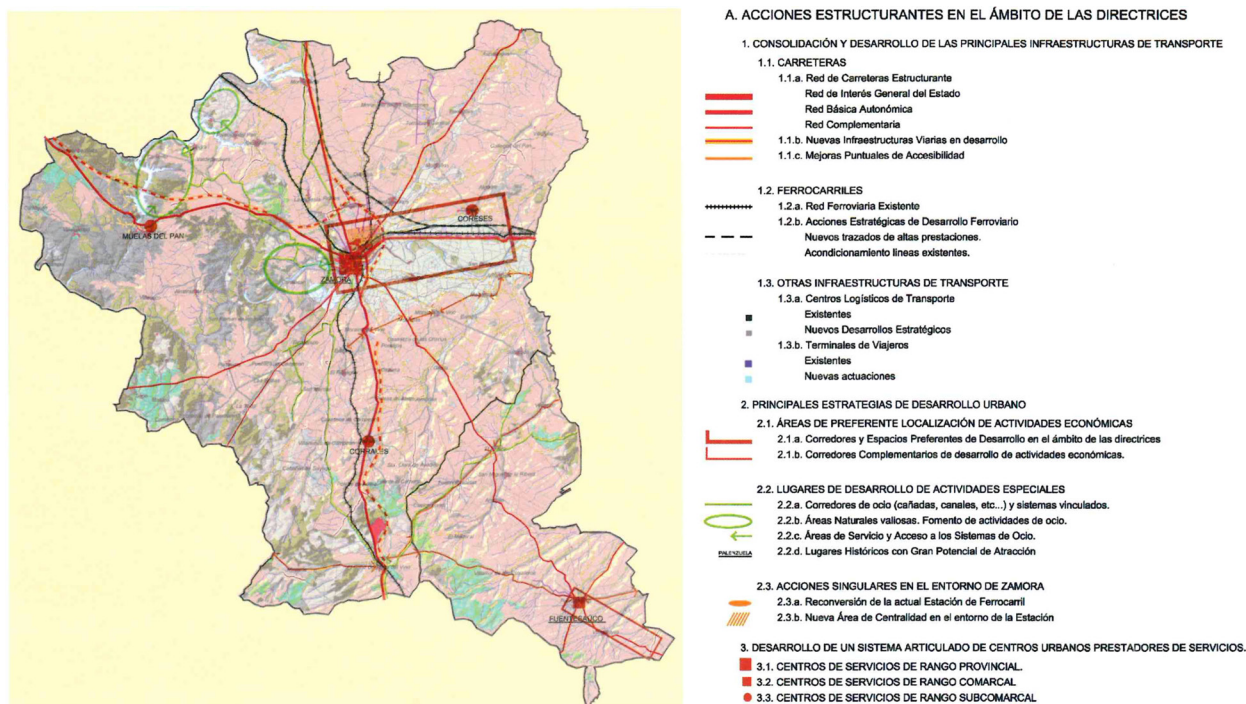 MUELAS DEL PAN
CORESES
ZAMORA
CORRALES
FUENTESAUCO
A. ACCIONES ESTRUCTURANTES EN EL ÁMBITO DE LAS DIRECTRICES
1. CONSOLIDACIÓN Y DESARROLLO DE LAS PRINCIPALES INFRAESTRUCTURAS DE TRANSPORTE
1.1. CARRETERAS
1.1.a. Red de Carreteras Estructurante
Red de Interés General del Estado
Red Básica Autonómica
Red Complementaria
1.1.b. Nuevas Infraestructuras Viarias en desarrollo
1.1.c. Mejoras Puntuales de Accesibilidad
1.2. FERROCARRILES
1.2.a. Red Ferroviaria Existente
1.2.b. Acciones Estratégicas de Desarrollo Ferroviario
Nuevos trazados de altas prestaciones.
Acondicionamiento lineas existentes.
1.3. OTRAS INFRAESTRUCTURAS DE TRANSPORTE
1.3.a. Centros Logísticos de Transporte
Existentes
Nuevos Desarrollos Estratégicos
1.3.b. Terminales de Viajeros
Existentes
Nuevas actuaciones
2. PRINCIPALES ESTRATEGIAS DE DESARROLLO URBANO
2.1. ÁREAS DE PREFERENTE LOCALIZACIÓN DE ACTIVIDADES ECONÓMICAS
2.1.a. Corredores y Espacios Preferentes de Desarrollo en el ámbito de las directrices
2.1.b. Corredores Complementarios de desarrollo de actividades económicas.
2.2. LUGARES DE DESARROLLO DE ACTIVIDADES ESPECIALES
2.2.a. Corredores de ocio (cañadas, canales, etc...) y sistemas vinculados.
2.2.b. Áreas Naturales valiosas. Fomento de actividades de ocio.
2.2.c. Áreas de Servicio y Acceso a los Sistemas de Ocio.
PALENZUELA 2.2.d. Lugares Históricos con Gran Potencial de Atracción
2.3. ACCIONES SINGULARES EN EL ENTORNO DE ZAMORA
2.3.a. Reconversión de la actual Estación de Ferrocarril
2.3.b. Nueva Área de Centralidad en el entorno de la Estación
3. DESARROLLO DE UN SISTEMA ARTICULADO DE CENTROS URBANOS PRESTADORES DE SERVICIOS.
3.1. CENTROS DE SERVICIOS DE RANGO PROVINCIAL.
3.2. CENTROS DE SERVICIOS DE RANGO COMARCAL
3.3. CENTROS DE SERVICIOS DE RANGO SUBCOMARCAL